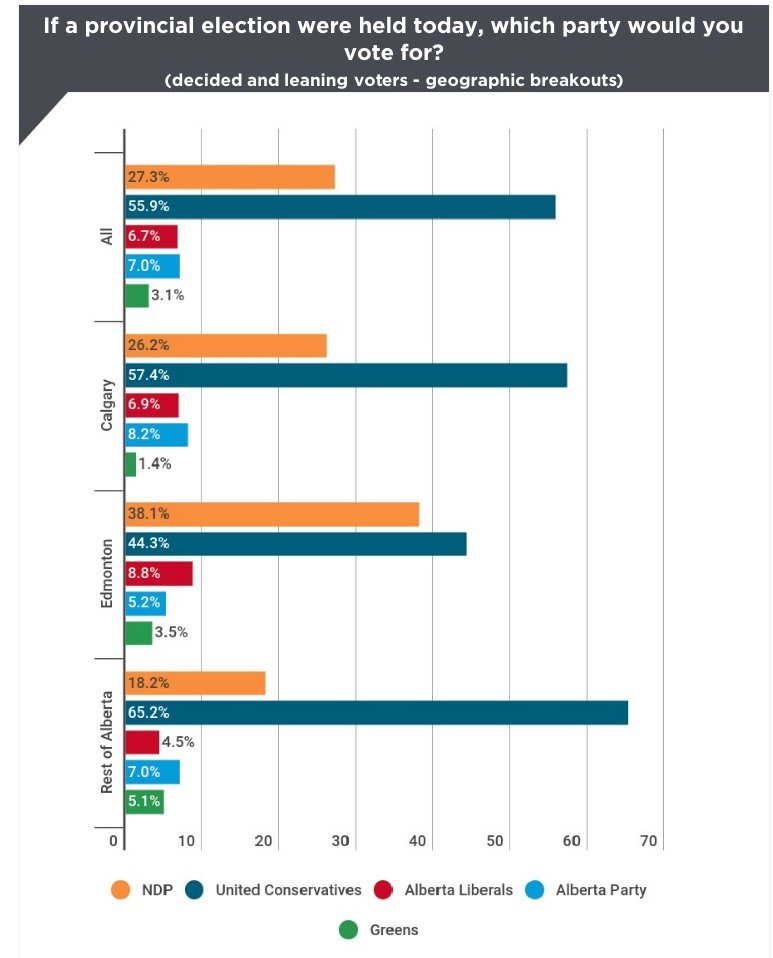 If a provincial election were held today, which party would you
vote for?
(decided and leaning voters - geographic breakouts)
All
27.3%
55.9%
6.7%
7.0%
3.1%
Calgary
26.2%
57.4%
6.9%
8.2%
1.4%
Edmonton
38.1%
44.3%
8.8%
5.2%
3.5%
Rest of Alberta
18.2%
65.2%
4.5%
7.0%
5.1%
0 10 20 30 40 50 60 70
NDP United Conservatives Alberta Liberals Alberta Party
Greens